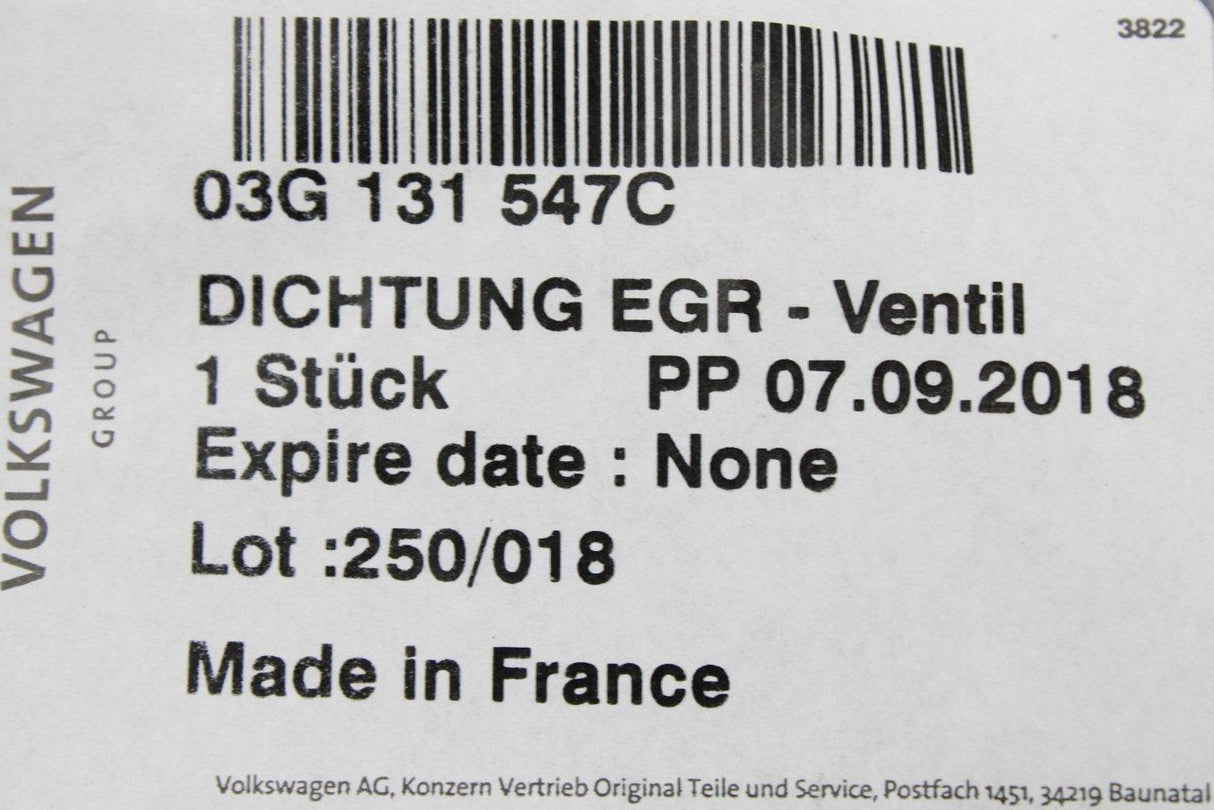 3822
03G 131 547C
DICHTUNG EGR - Ventil
1 Stück PP 07.09.2018
Expire date : None
Lot :250/018
Made in France
VOLKSWAGEN
GROUP
Volkswagen AG, Konzern Vertrieb Original Teile und Service, Postfach 1451, 34219 Baunatal